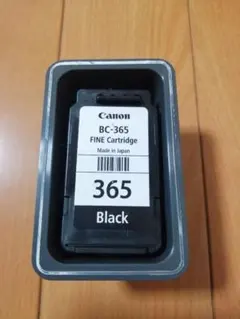 Canon
BC-365
FINE Cartridge
Made in Japan
365
Black